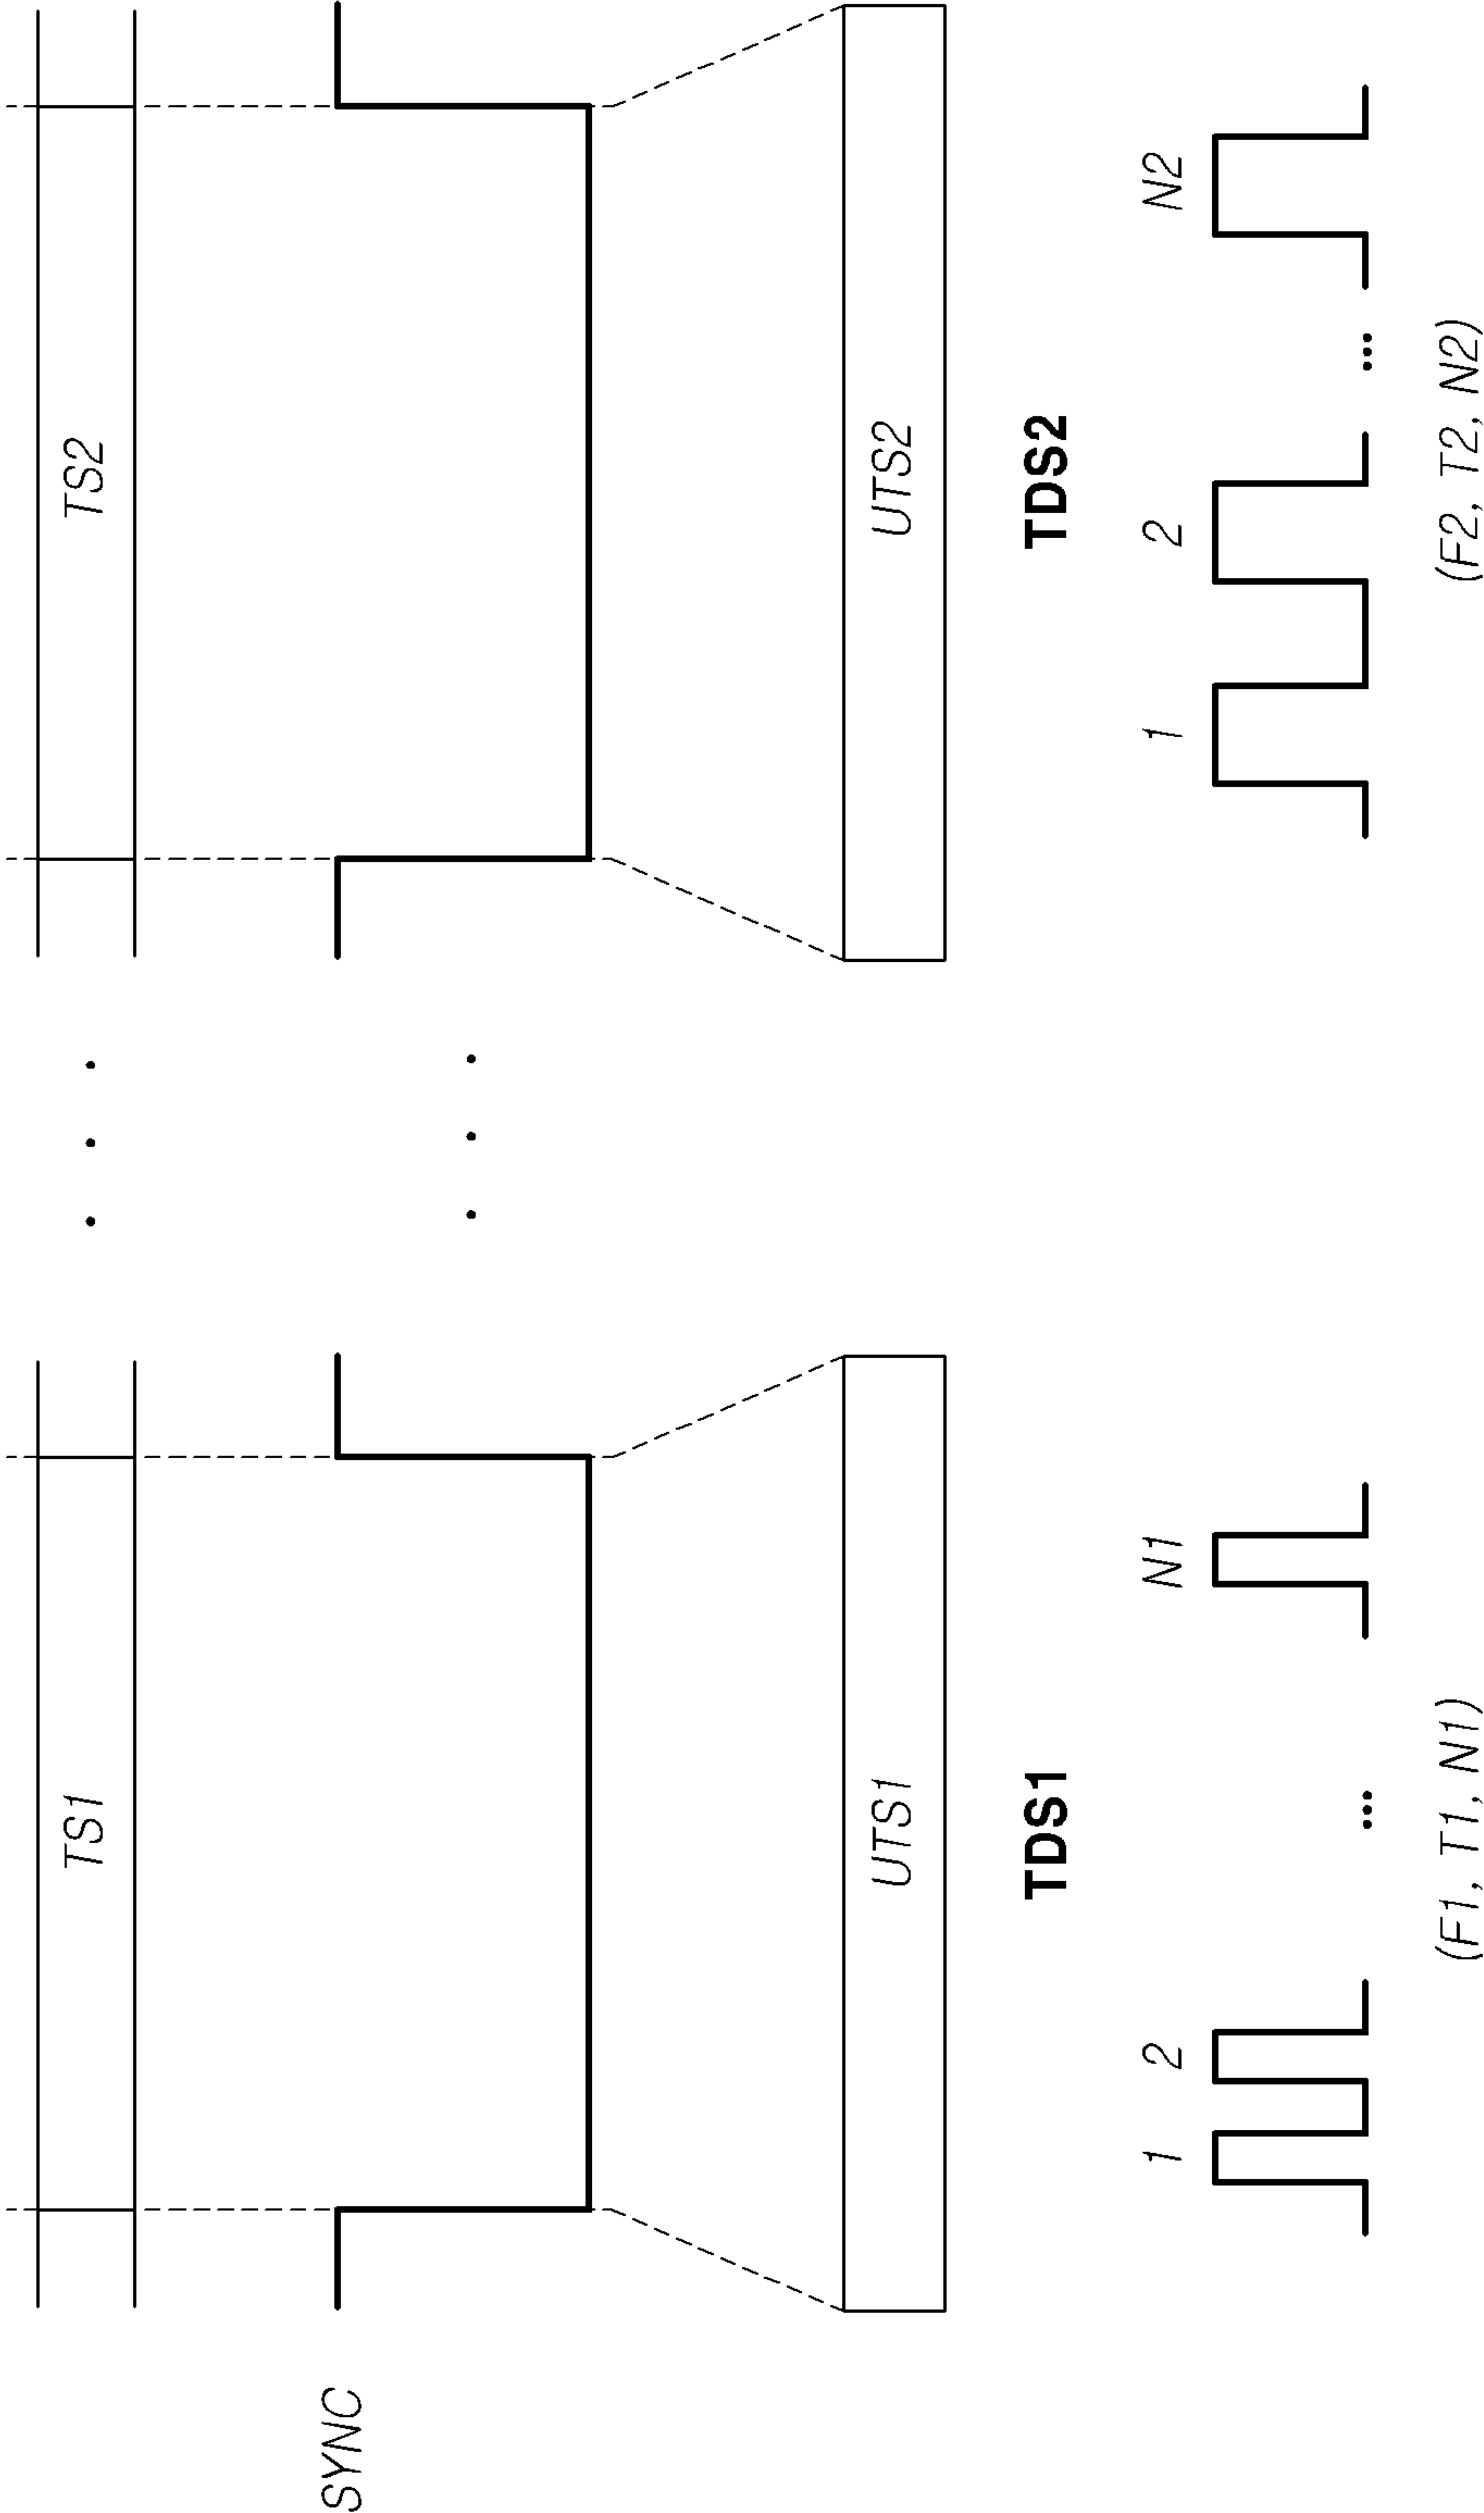 TS1 TS2
SYNC
UTS1 UTS2
TDS1 TDS2
1 2 N1 1 2 N2
(F1, T1, N1) (F2, T2, N2)